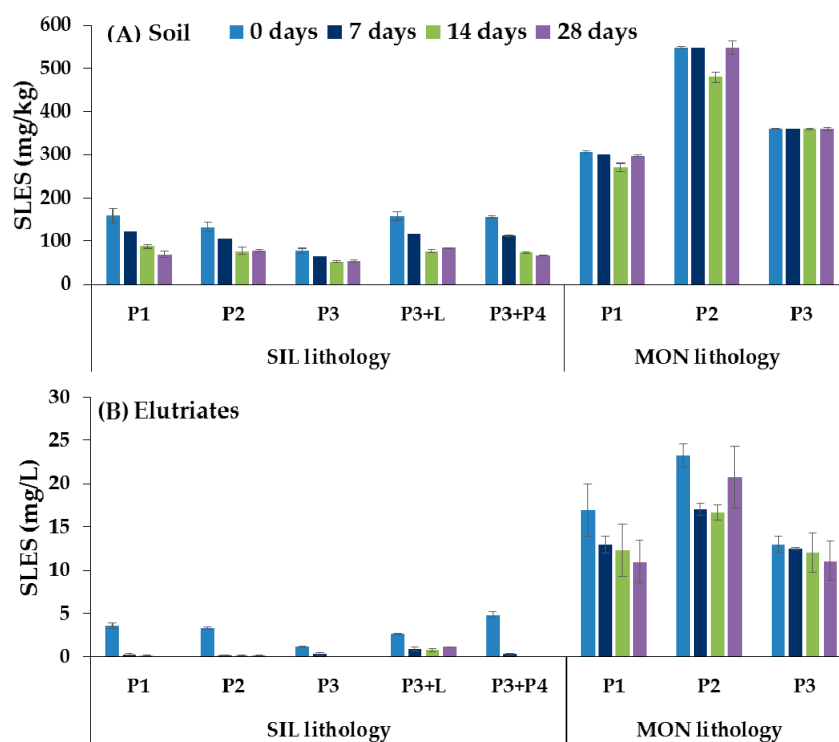 (A) Soil
0 days 7 days 14 days 28 days
SLES (mg/kg)
600
500
400
300
200
100
0
P1 P2 P3 P3+L P3+P4 P1 P2 P3
SIL lithology MON lithology
(B) Elutriates
SLES (mg/L)
30
25
20
15
10
5
0
P1 P2 P3 P3+L P3+P4 P1 P2 P3
SIL lithology MON lithology